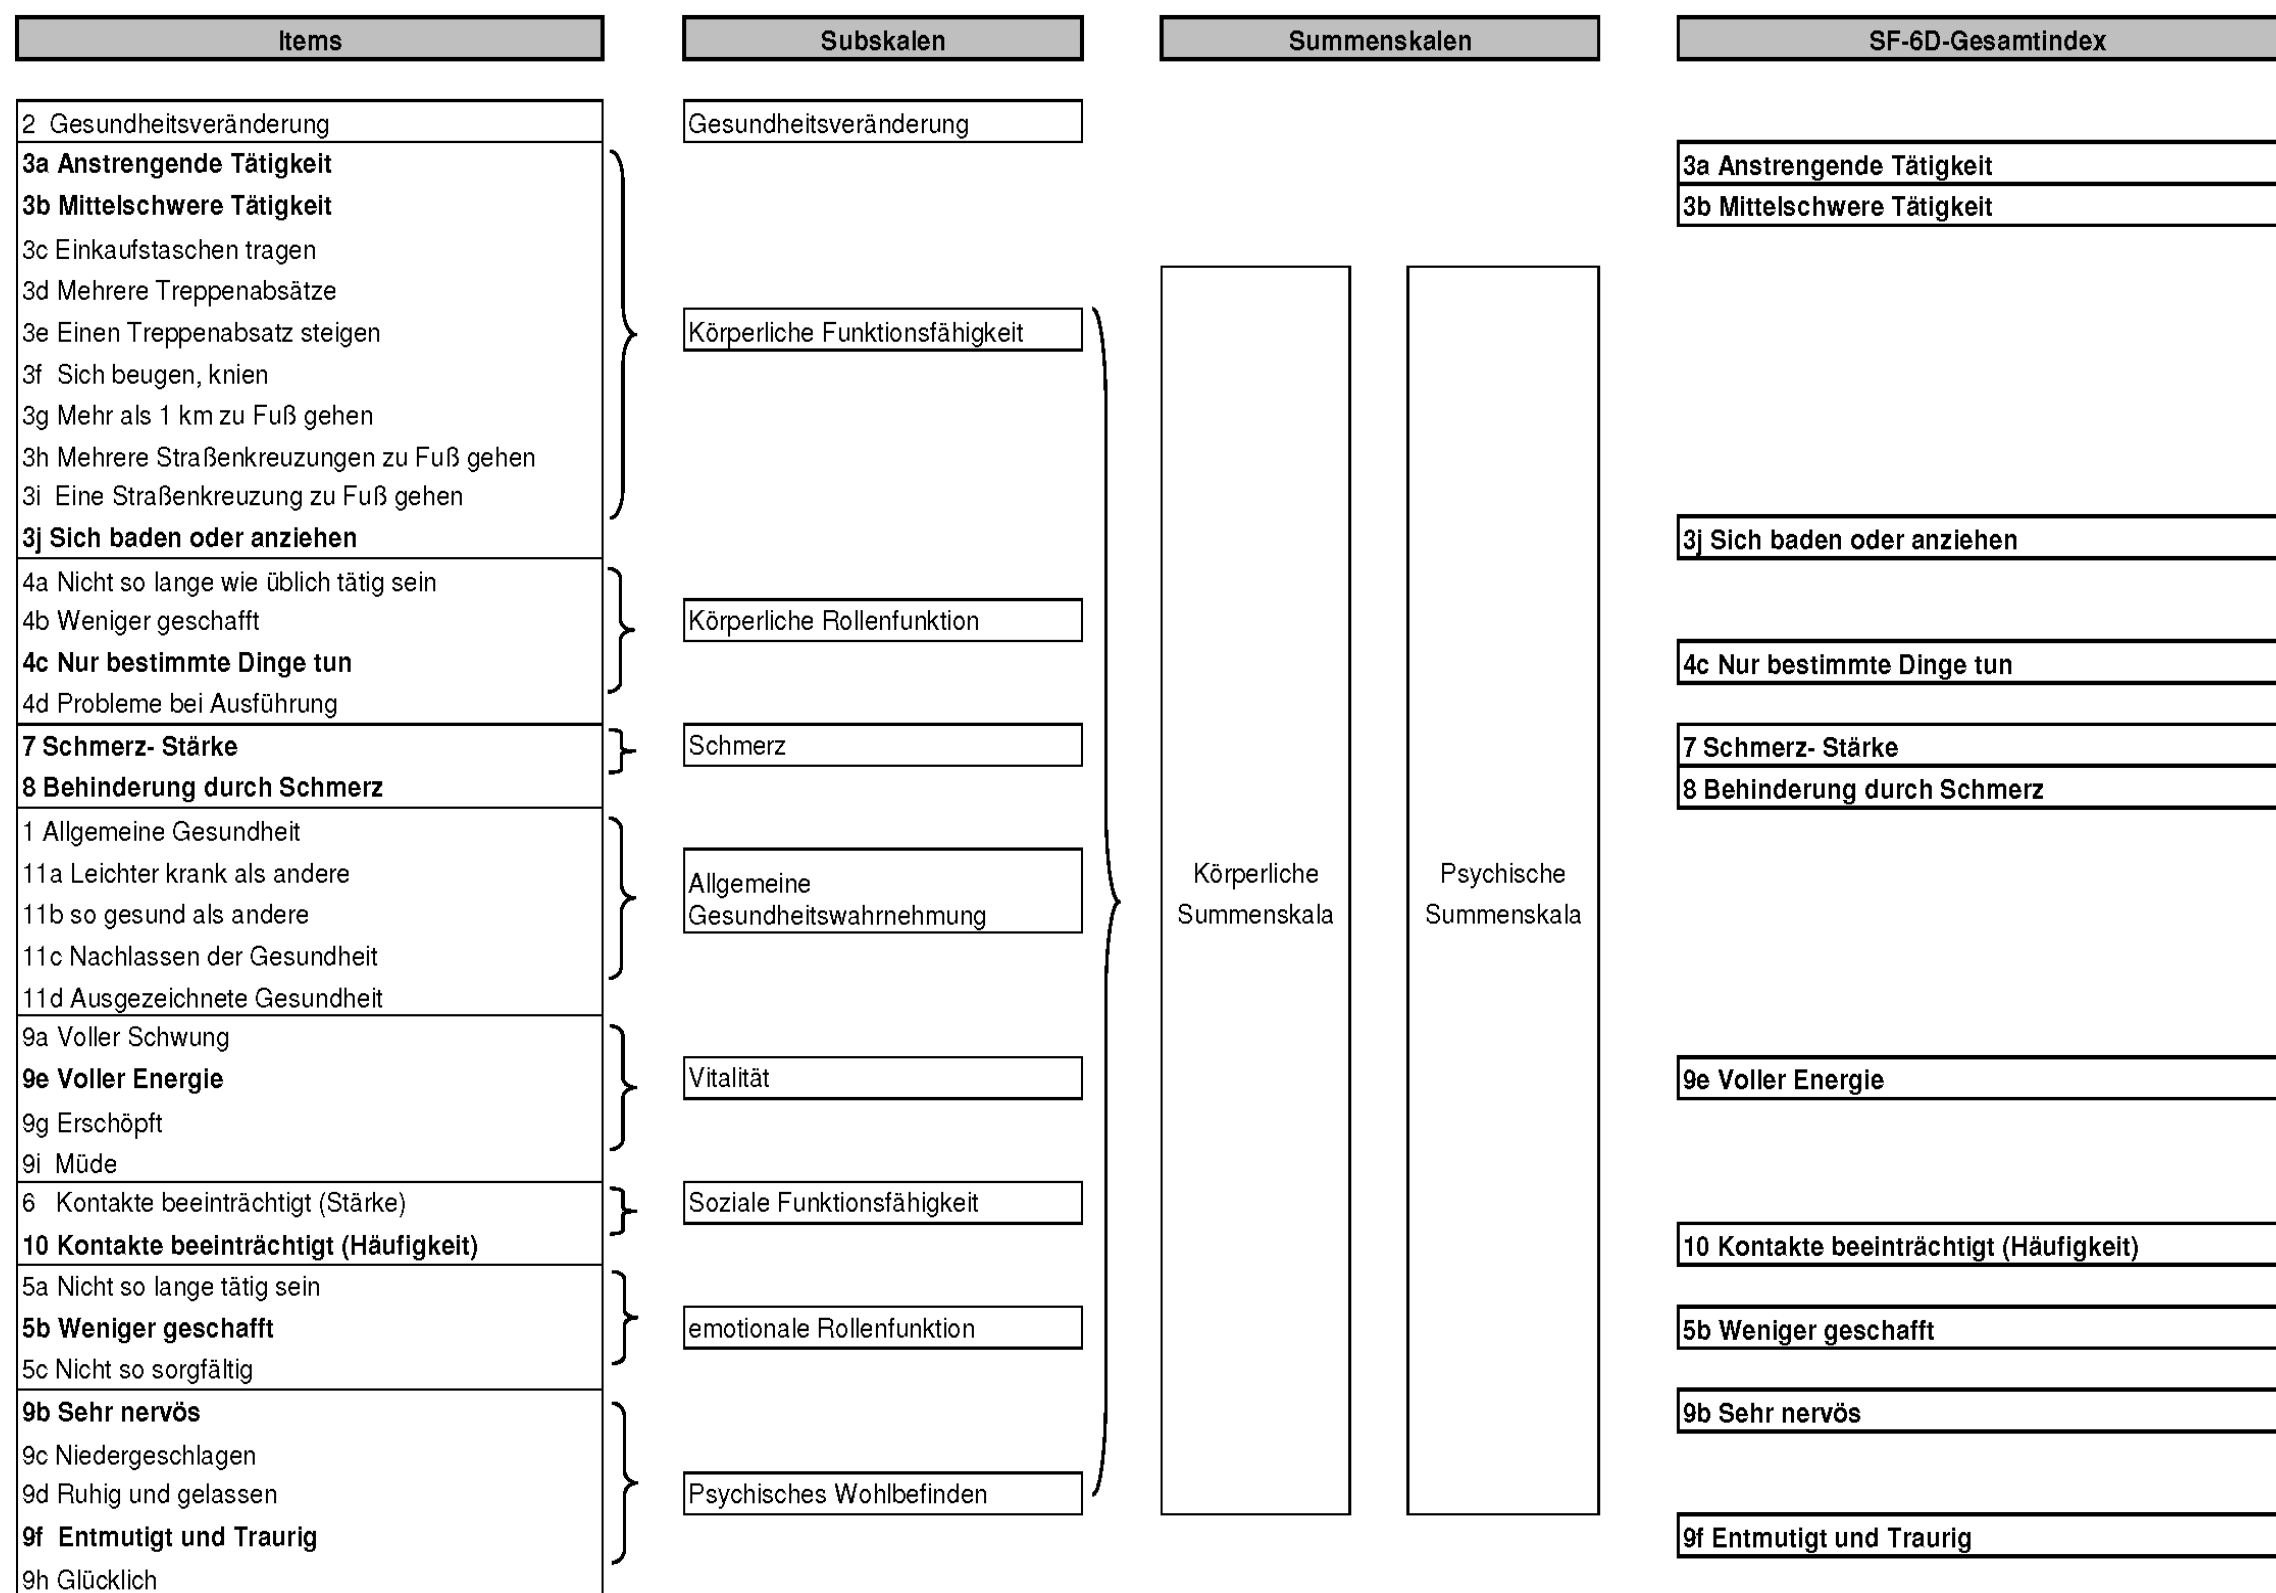 Items
Subskalen
Summenskalen
SF-6D-Gesamtindex
2 Gesundheitsveränderung
3a Anstrengende Tätigkeit
3b Mittelschwere Tätigkeit
3c Einkaufstaschen tragen
3d Mehrere Treppenabsätze
3e Einen Treppenabsatz steigen
3f Sich beugen, knien
3g Mehr als 1 km zu Fuß gehen
3h Mehrere Straßenkreuzungen zu Fuß gehen
3i Eine Straßenkreuzung zu Fuß gehen
3j Sich baden oder anziehen
4a Nicht so lange wie üblich tätig sein
4b Weniger geschafft
4c Nur bestimmte Dinge tun
4d Probleme bei Ausführung
7 Schmerz- Stärke
8 Behinderung durch Schmerz
1 Allgemeine Gesundheit
11a Leichter krank als andere
11b so gesund als andere
11c Nachlassen der Gesundheit
11d Ausgezeichnete Gesundheit
9a Voller Schwung
9e Voller Energie
9g Erschöpft
9i Müde
6 Kontakte beeinträchtigt (Stärke)
10 Kontakte beeinträchtigt (Häufigkeit)
5a Nicht so lange tätig sein
5b Weniger geschafft
5c Nicht so sorgfältig
9b Sehr nervös
9c Niedergeschlagen
9d Ruhig und gelassen
9f Entmutigt und Traurig
9h Glücklich
Gesundheitsveränderung
Körperliche Funktionsfähigkeit
Körperliche Rollenfunktion
Schmerz
Allgemeine
Gesundheitswahrnehmung
Vitalität
Soziale Funktionsfähigkeit
emotionale Rollenfunktion
Psychisches Wohlbefinden
Körperliche
Summenskala
Psychische
Summenskala
3a Anstrengende Tätigkeit
3b Mittelschwere Tätigkeit
3j Sich baden oder anziehen
4c Nur bestimmte Dinge tun
7 Schmerz- Stärke
8 Behinderung durch Schmerz
9e Voller Energie
10 Kontakte beeinträchtigt (Häufigkeit)
5b Weniger geschafft
9b Sehr nervös
9f Entmutigt und Traurig